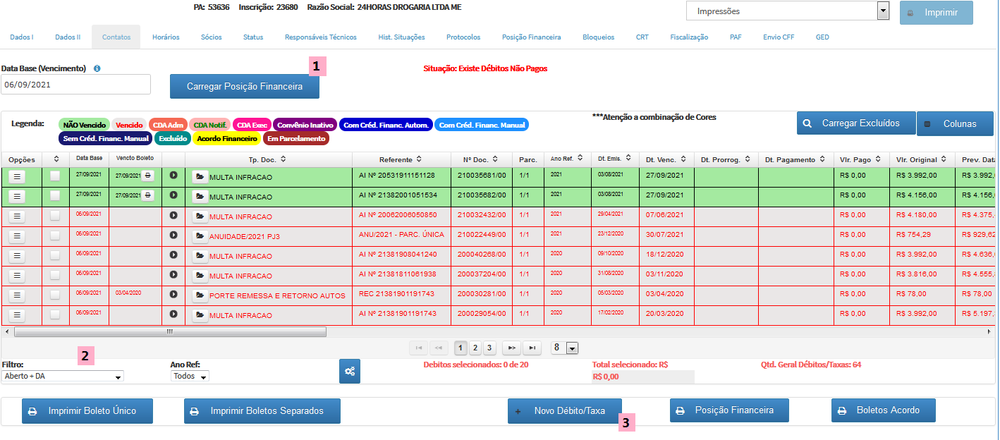 PA: 53636 Inscrição: 23680 Razão Social: 24HORAS DROGARIA LTDA ME
Impressões
Imprimir
Dados I Dados II Contatos Horários Sócios Status Responsáveis Técnicos Hist. Situações Protocolos Posição Financeira Bloqueios CRT Fiscalização PAF Envio CFF GED
1
Data Base (Vencimento)
Situação: Existe Débitos Não Pagos
06/09/2021
Carregar Posição Financeira
Legenda: NÃO Vencido Vencido CDA Adm CDA Notif. CDA Exec Convênio Inativo Com Créd. Financ. Autom. Com Créd. Financ. Manual
Sem Créd. Financ. Manual Excluído Acordo Financeiro Em Parcelamento
***Atenção a combinação de Cores
Carregar Excluídos
Colunas
Opções Data Base Vencto Boleto Tp. Doc. Referente Nº Doc. Parc. Ano Ref. Dt. Emis. Dt. Venc. Dt. Prorrog. Dt. Pagamento Vlr. Pago Vlr. Original Prev. Data
27/09/2021 27/09/2021 MULTA INFRACAO AI Nº 20531911151128 210035681/00 1/1 2021 03/08/2021 27/09/2021 R$ 0,00 R$ 3.992,00 R$ 3.992,
27/09/2021 27/09/2021 MULTA INFRACAO AI Nº 21382001051534 210035682/00 1/1 2021 03/08/2021 27/09/2021 R$ 0,00 R$ 4.156,00 R$ 4.156,
06/09/2021 MULTA INFRACAO AI Nº 20062006050850 210032432/00 1/1 2021 29/04/2021 07/06/2021 R$ 0,00 R$ 4.180,00 R$ 4.375,
06/09/2021 ANUIDADE/2021 PJ3 ANU/2021 - PARC. ÚNICA 210022449/00 1/1 2021 23/12/2020 30/07/2021 R$ 0,00 R$ 754,29 R$ 929,62
06/09/2021 MULTA INFRACAO AI Nº 21381908041240 200040268/00 1/1 2020 09/10/2020 18/12/2020 R$ 0,00 R$ 3.992,00 R$ 4.636,
06/09/2021 MULTA INFRACAO AI Nº 21381811061938 200037204/00 1/1 2020 31/08/2020 03/11/2020 R$ 0,00 R$ 3.816,00 R$ 4.555,
06/09/2021 03/04/2020 PORTE REMESSA E RETORNO AUTOS REC 21381901191743 200030281/00 1/1 2020 05/03/2020 03/04/2020 R$ 0,00 R$ 78,00 R$ 78,00
06/09/2021 MULTA INFRACAO AI Nº 21381901191743 200029054/00 1/1 2020 17/02/2020 20/03/2020 R$ 0,00 R$ 3.992,00 R$ 5.197,
1 2 3 8
2
Filtro: Ano Ref: Debitos selecionados: 0 de 20 Total selecionado: R$ Qtd. Geral Débitos/Taxas: 64
Aberto + DA Todos R$ 0,00
Imprimir Boleto Único Imprimir Boletos Separados Novo Débito/Taxa Posição Financeira Boletos Acordo
3